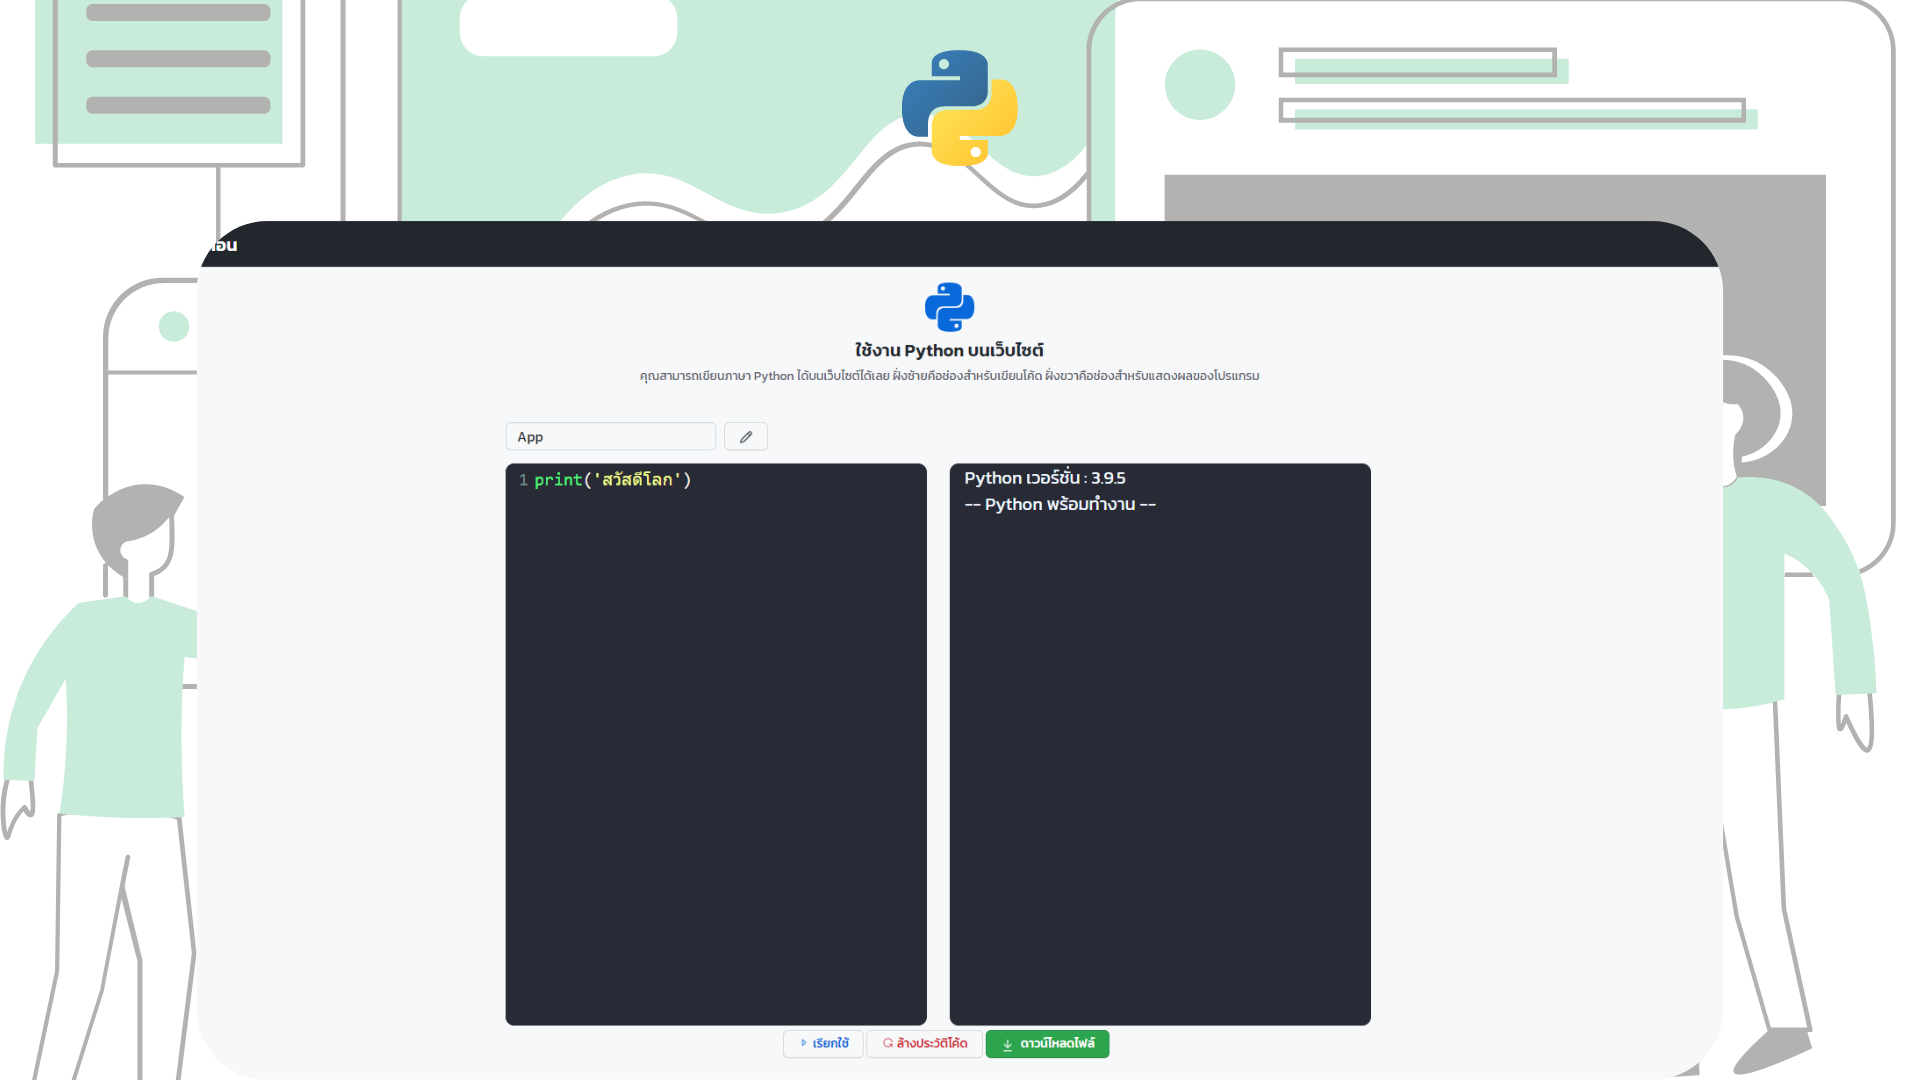 ใช้งาน Python บนเว็บไซต์
คุณสามารถเขียนภาษา Python ได้บนเว็บไซต์ได้เลย ฝั่งซ้ายคือช่องสำหรับเขียนโค้ด ฝั่งขวาคือช่องสำหรับแสดงผลของโปรแกรม
App
1 print('สวัสดีโลก')
Python เวอร์ชั่น : 3.9.5
-- Python พร้อมทำงาน --
เรียกใช้
ล้างประวัติโค้ด
ดาวน์โหลดไฟล์